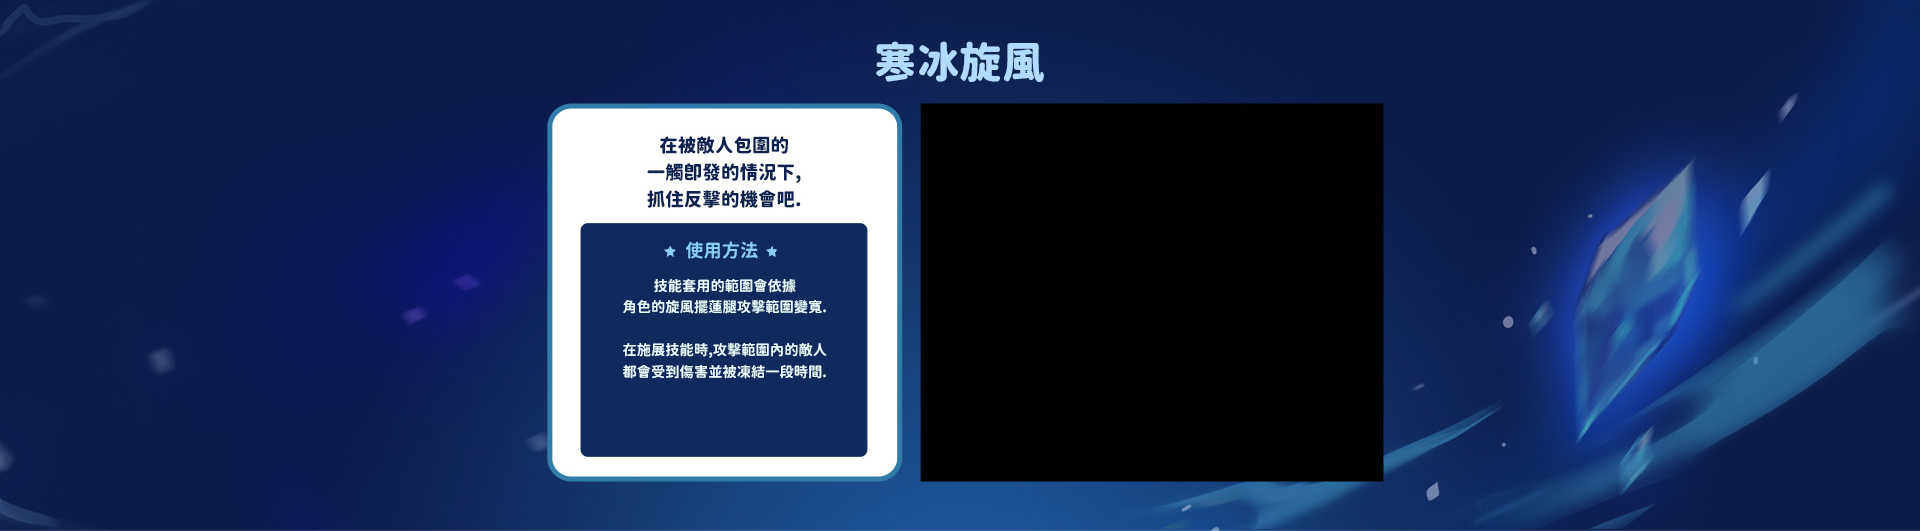 寒冰旋風
在被敵人包圍的
一觸即發的情況下,
抓住反擊的機會吧.
★ 使用方法 ★
技能套用的範圍會依據
角色的旋風擺蓮腿攻擊範圍變寬.
在施展技能時,攻擊範圍內的敵人
都會受到傷害並被凍結一段時間.